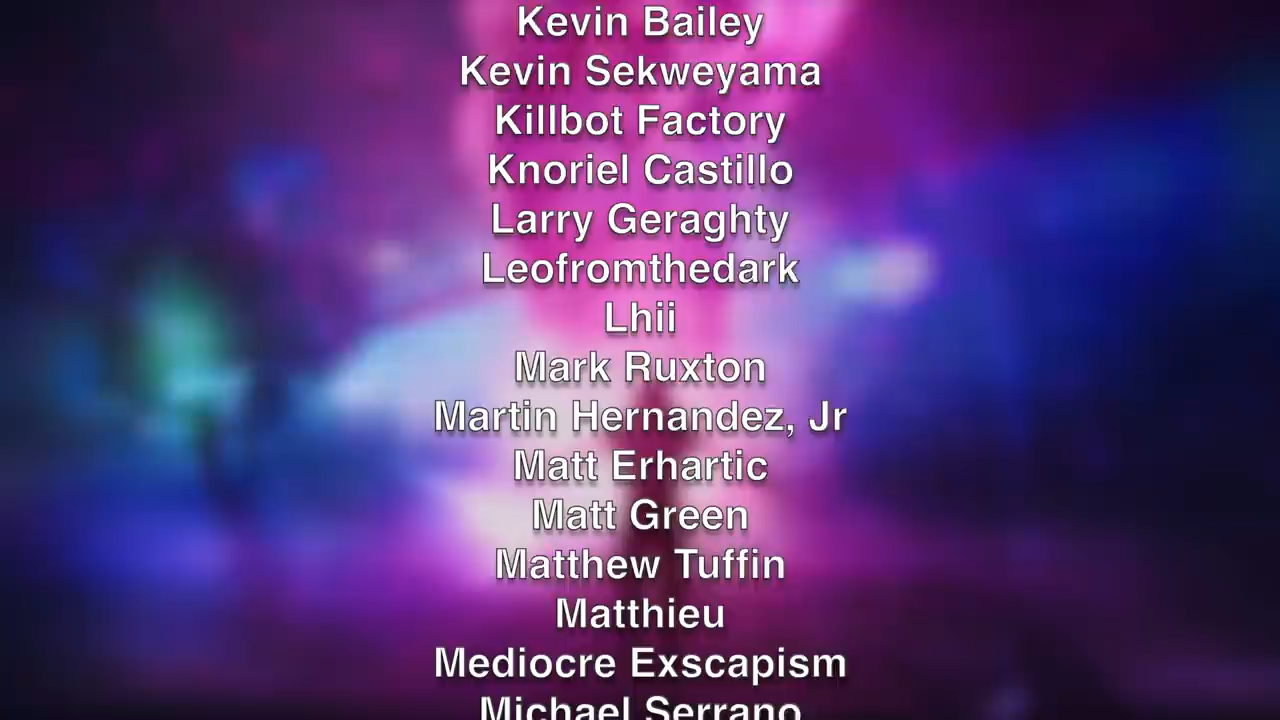 Kevin Bailey
Kevin Sekweyama
Killbot Factory
Knoriel Castillo
Larry Geraghty
Leofromthedark
Lhii
Mark Ruxton
Martin Hernandez, Jr
Matt Erhartic
Matt Green
Matthew Tuffin
Matthieu
Mediocre Exscapism
Michael Serrano